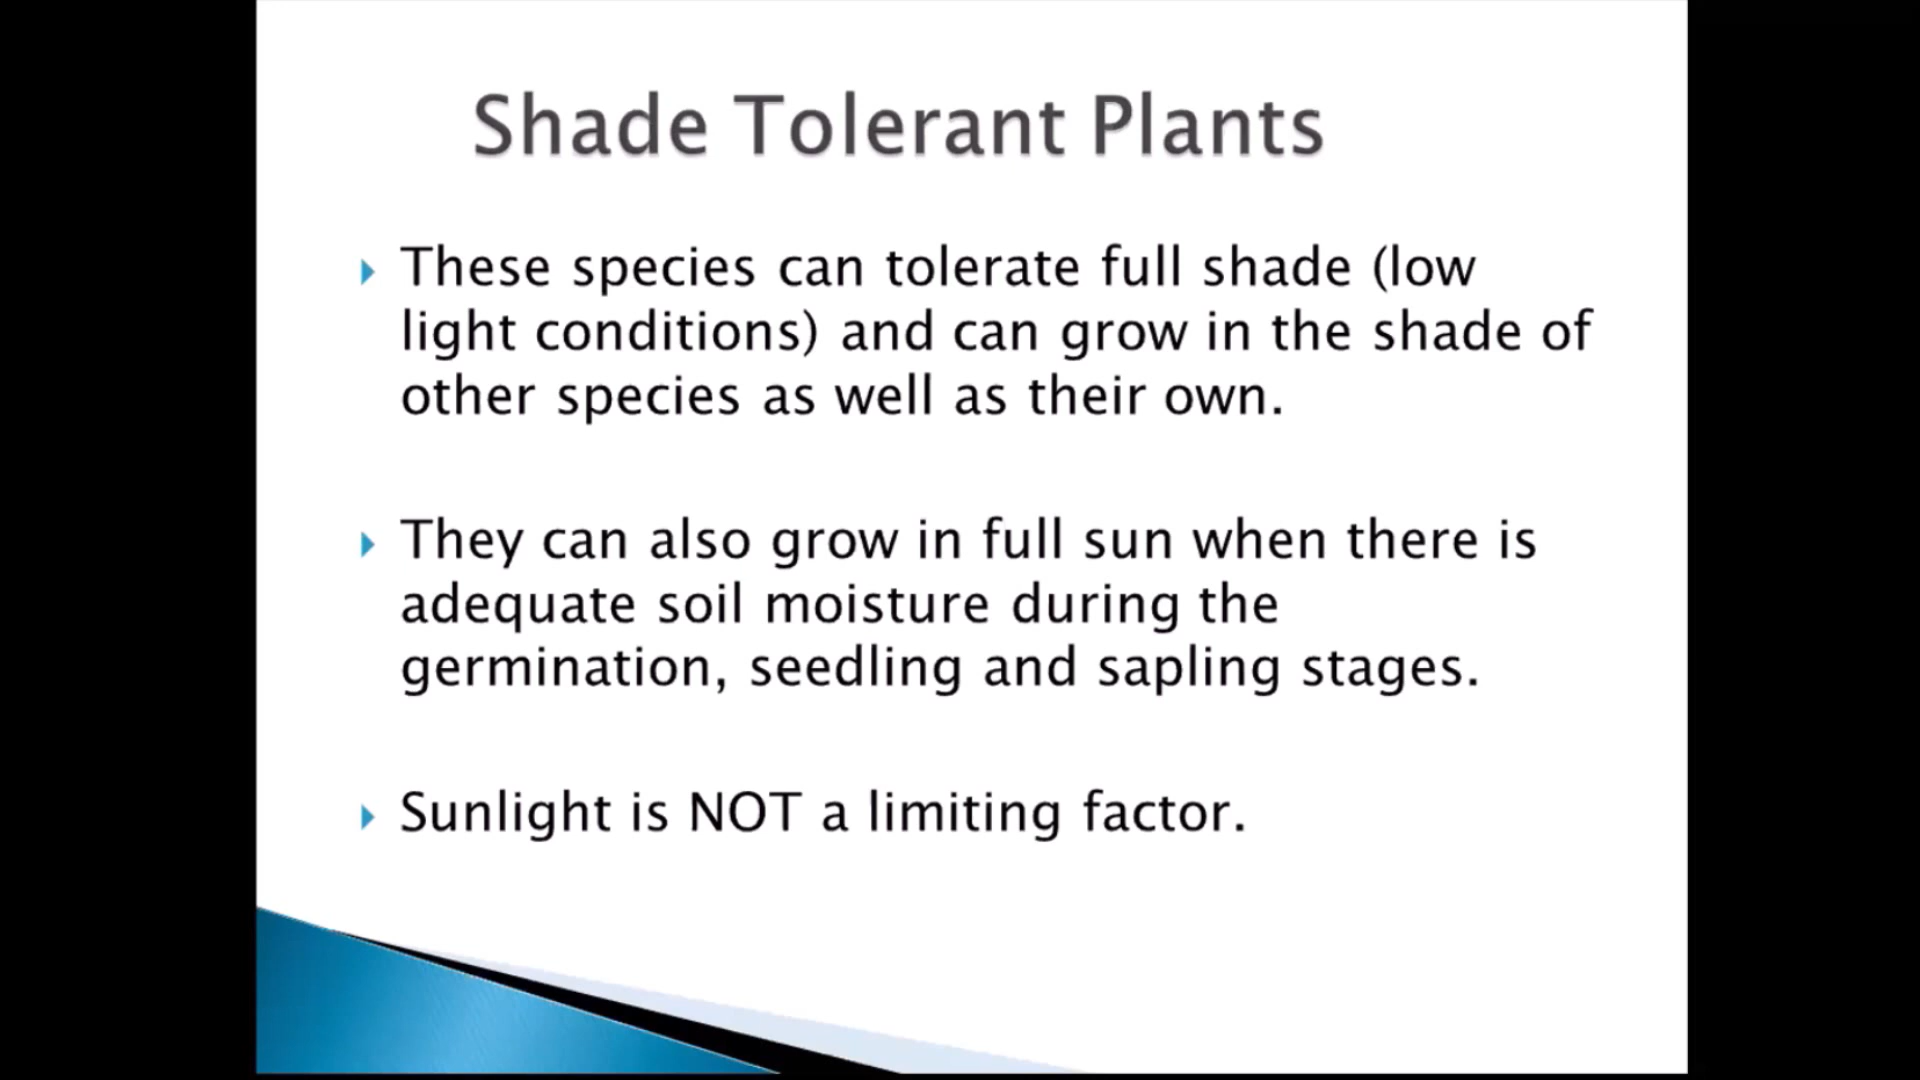 Shade Tolerant Plants
These species can tolerate full shade (low
light conditions) and can grow in the shade of
other species as well as their own.
They can also grow in full sun when there is
adequate soil moisture during the
germination, seedling and sapling stages.
Sunlight is NOT a limiting factor.